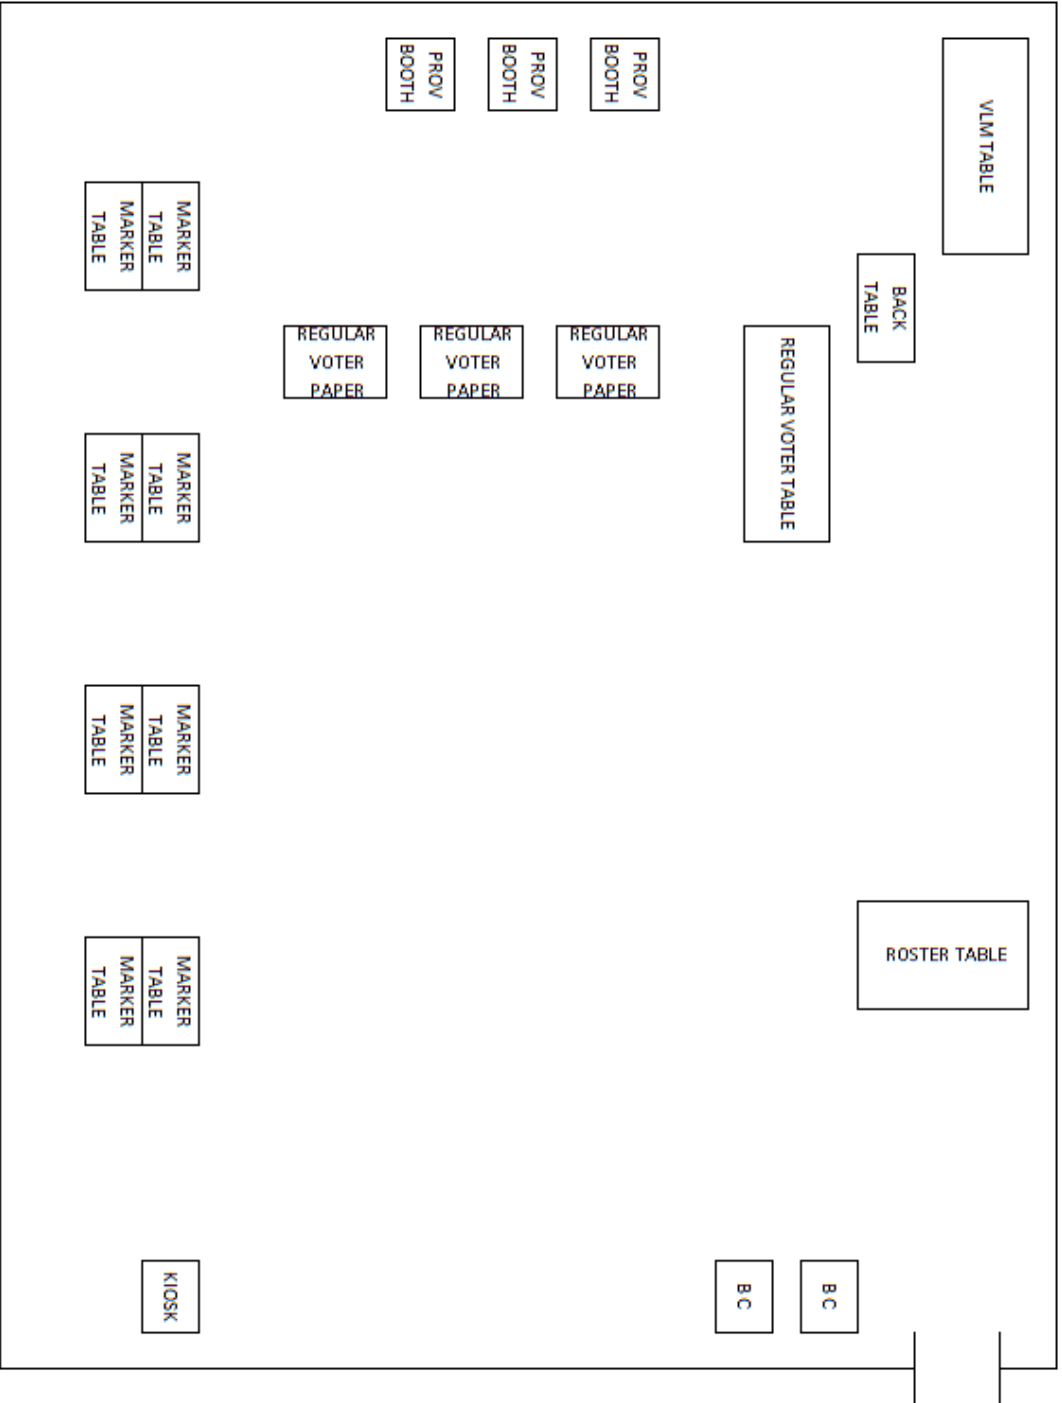 PROV
BOOTH
PROV
BOOTH
PROV
BOOTH
VLM TABLE
MARKER
TABLE
MARKER
TABLE
BACK
TABLE
REGULAR
VOTER
PAPER
REGULAR
VOTER
PAPER
REGULAR
VOTER
PAPER
REGULAR VOTER TABLE
MARKER
TABLE
MARKER
TABLE
MARKER
TABLE
MARKER
TABLE
ROSTER TABLE
MARKER
TABLE
MARKER
TABLE
KIOSK
B C
B C